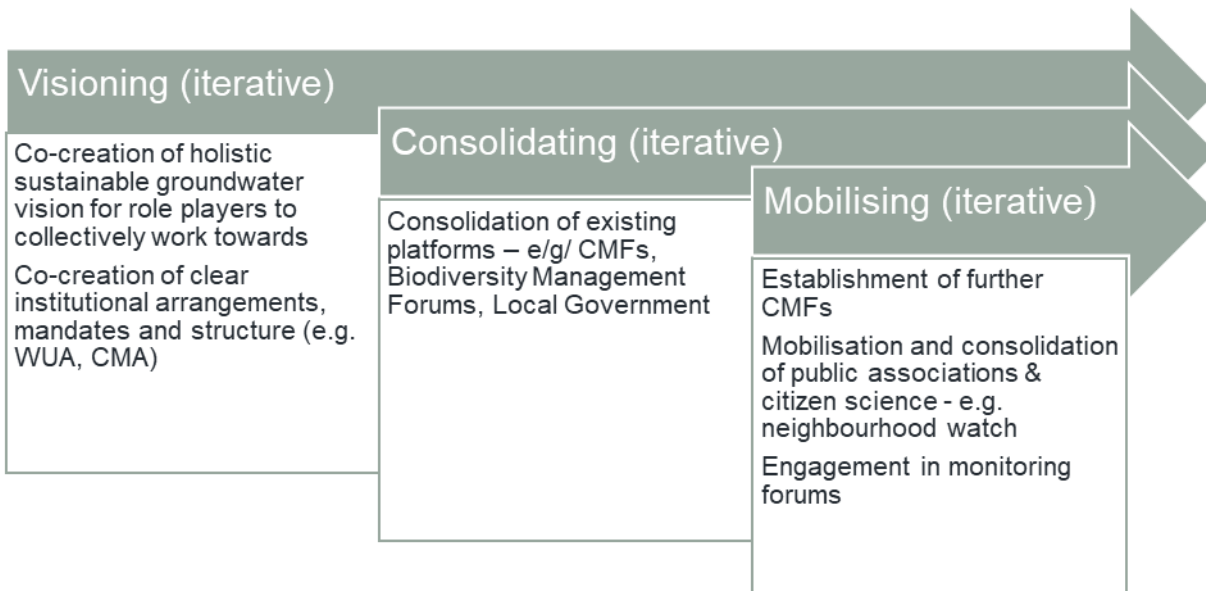 Visioning (iterative)
Co-creation of holistic
sustainable groundwater
vision for role players to
collectively work towards
Co-creation of clear
institutional arrangements,
mandates and structure (e.g.
WUA, CMA)
Consolidating (iterative)
Consolidation of existing
platforms – e/g/ CMFs,
Biodiversity Management
Forums, Local Government
Mobilising (iterative)
Establishment of further
CMFs
Mobilisation and consolidation
of public associations &
citizen science - e.g.
neighbourhood watch
Engagement in monitoring
forums